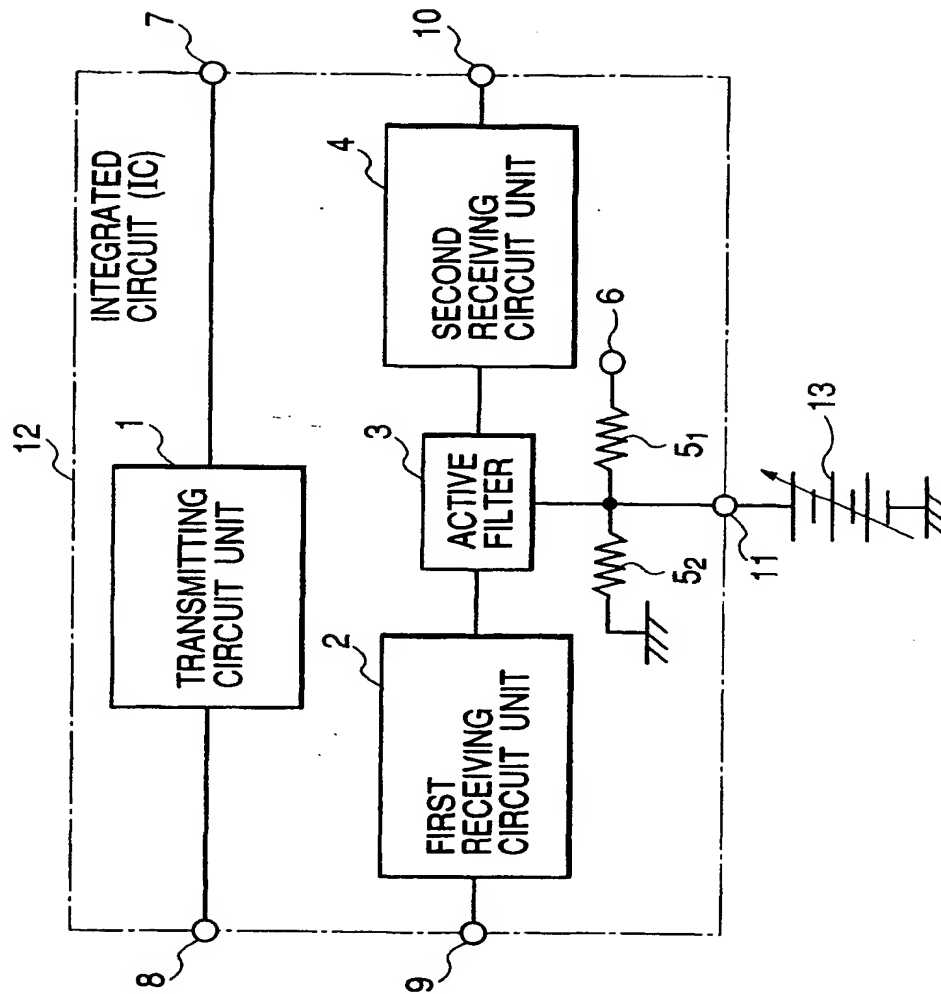 12
INTEGRATED
CIRCUIT (IC)
7
8
1
TRANSMITTING
CIRCUIT UNIT
2
FIRST
RECEIVING
CIRCUIT UNIT
3
ACTIVE
FILTER
4
SECOND
RECEIVING
CIRCUIT UNIT
9
10
5₂
5₁
6
11
13